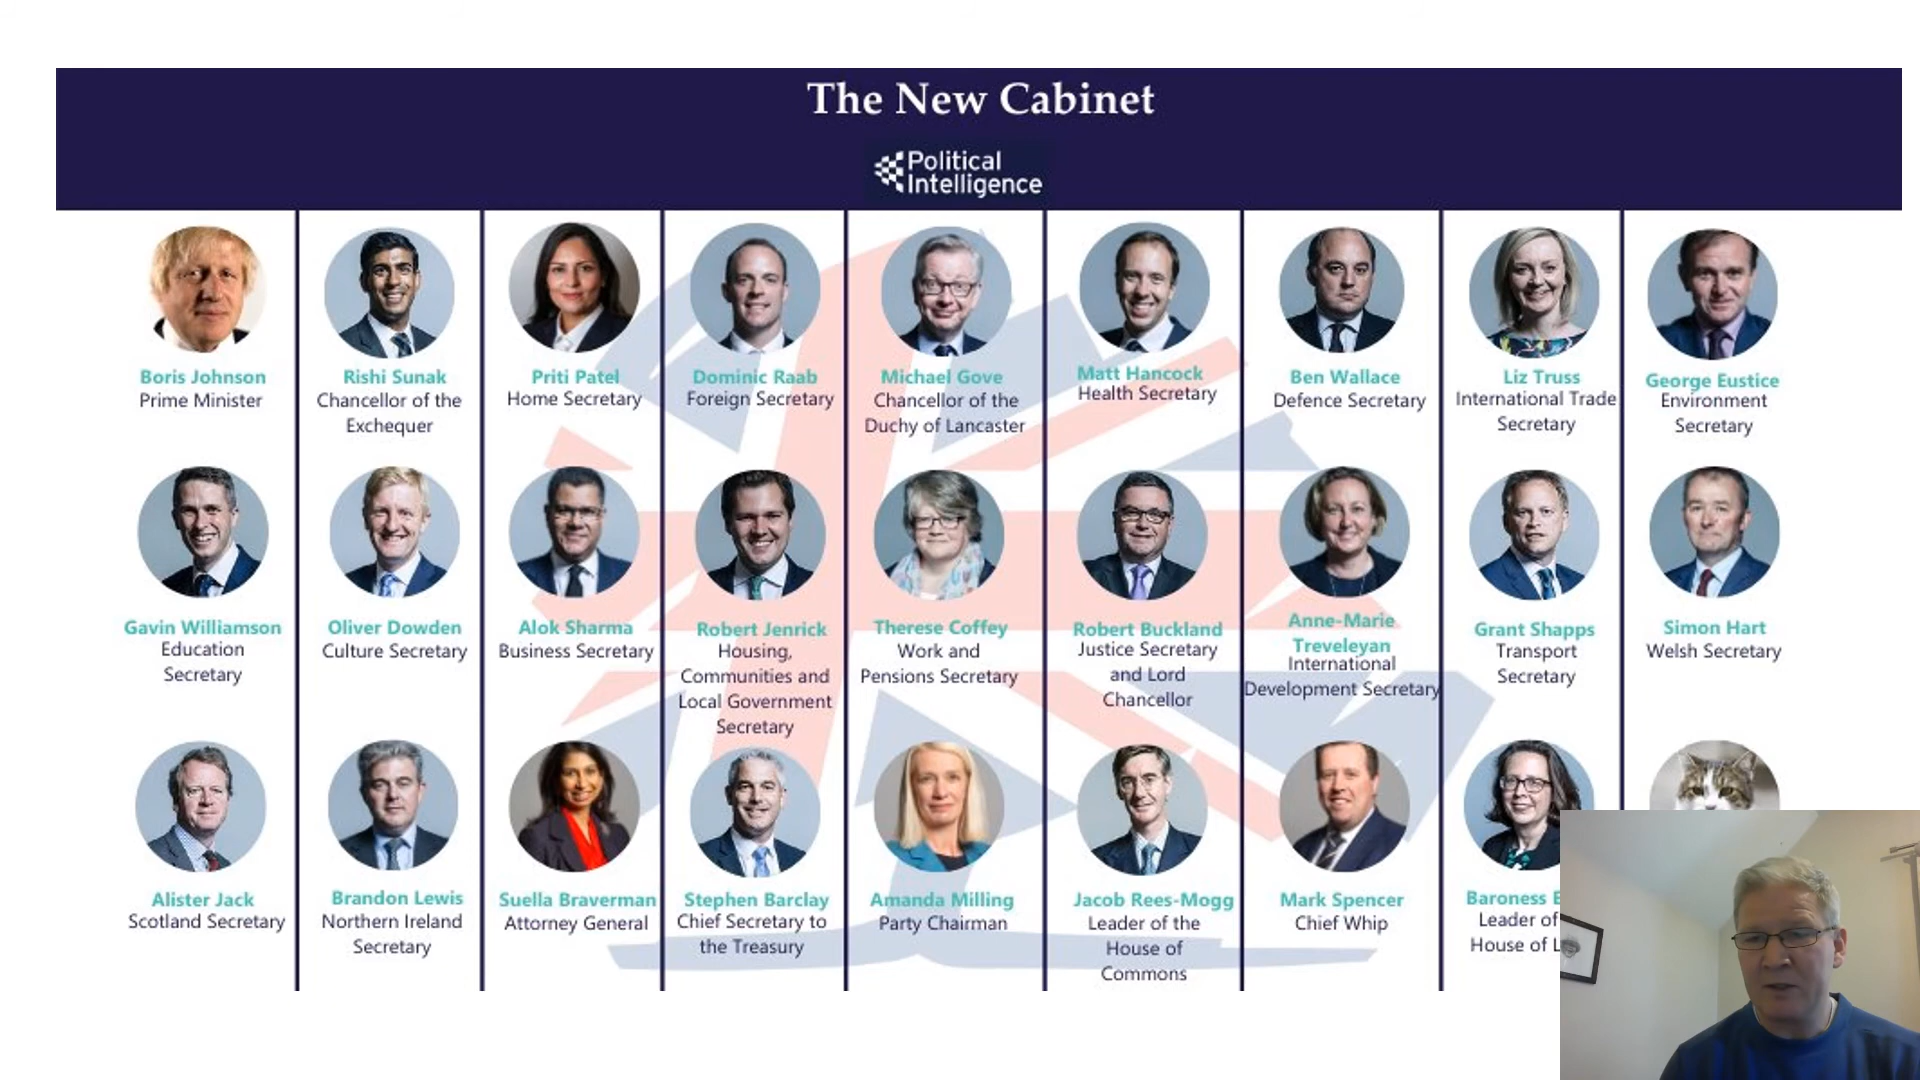 The New Cabinet
Political
Intelligence
Boris Johnson
Prime Minister
Rishi Sunak
Chancellor of the
Exchequer
Priti Patel
Home Secretary
Dominic Raab
Foreign Secretary
Michael Gove
Chancellor of the
Duchy of Lancaster
Matt Hancock
Health Secretary
Ben Wallace
Defence Secretary
Liz Truss
International Trade
Secretary
George Eustice
Environment
Secretary
Gavin Williamson
Education
Secretary
Oliver Dowden
Culture Secretary
Alok Sharma
Business Secretary
Robert Jenrick
Housing,
Communities and
Local Government
Secretary
Therese Coffey
Work and
Pensions Secretary
Robert Buckland
Justice Secretary
and Lord
Chancellor
Anne-Marie
Treveleyan
International
Development Secretary
Grant Shapps
Transport
Secretary
Simon Hart
Welsh Secretary
Alister Jack
Scotland Secretary
Brandon Lewis
Northern Ireland
Secretary
Suella Braverman
Attorney General
Stephen Barclay
Chief Secretary to
the Treasury
Amanda Milling
Party Chairman
Jacob Rees-Mogg
Leader of the
House of
Commons
Mark Spencer
Chief Whip
Baroness
Leader of
House of